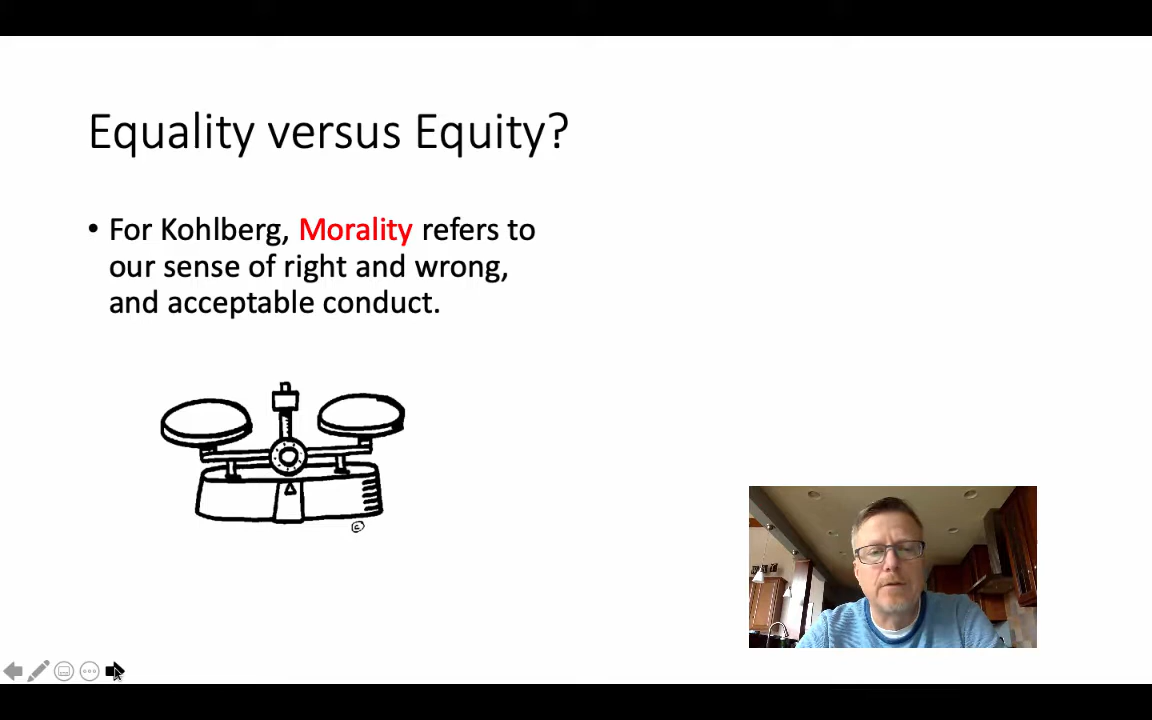 Equality versus Equity?
• For Kohlberg, Morality refers to
our sense of right and wrong,
and acceptable conduct.